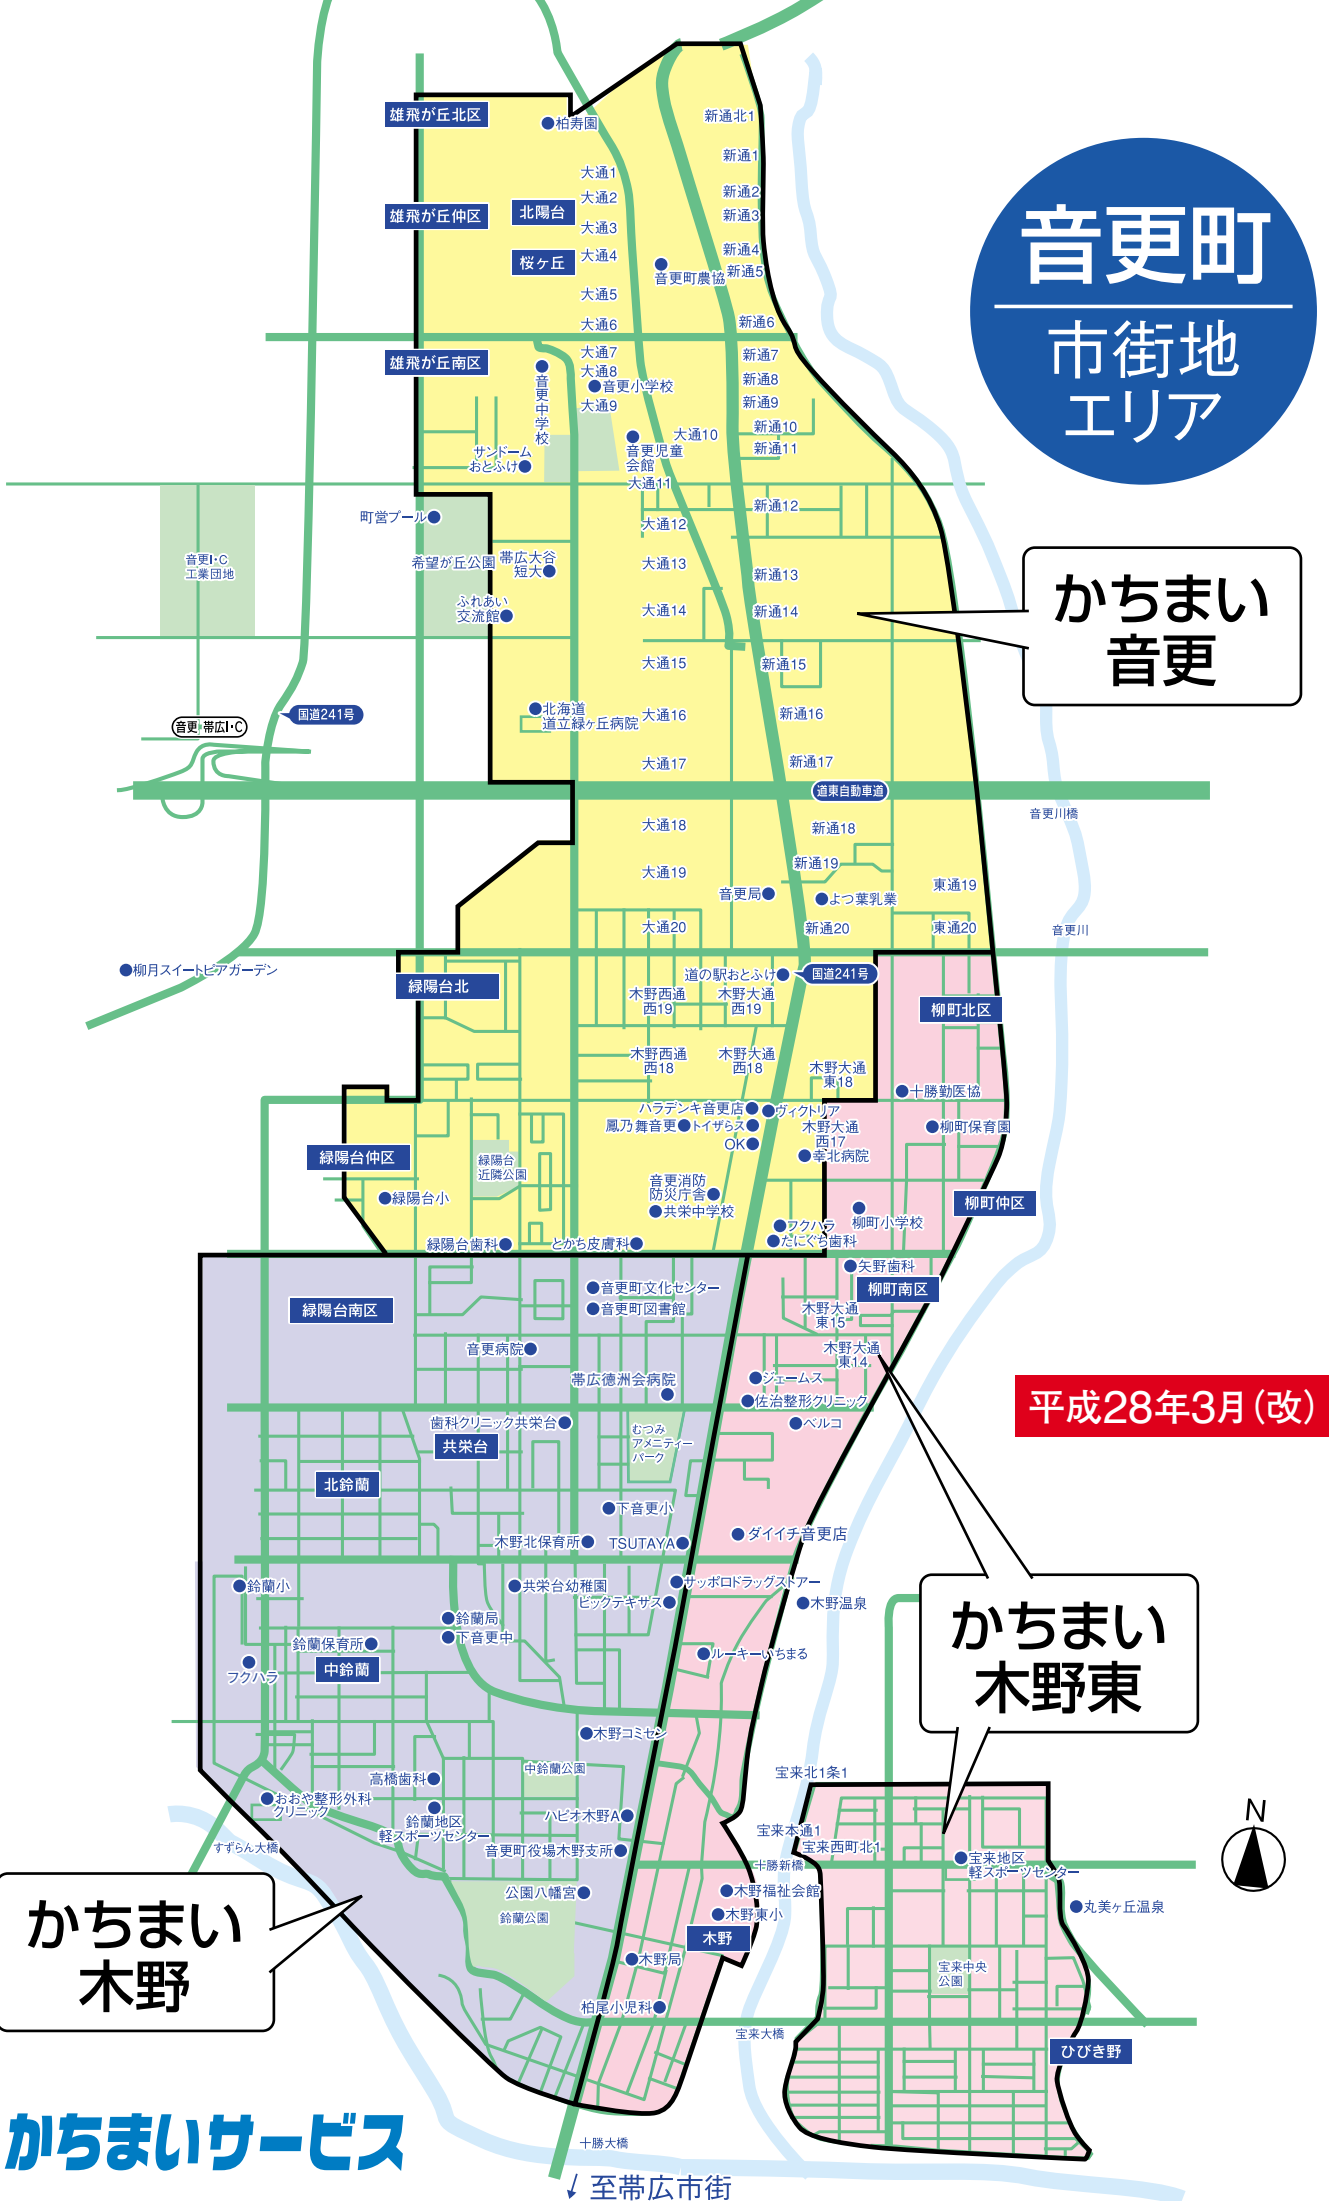 音更町
市街地
エリア
雄飛が丘北区
柏寿園
新通北1
大通1
新通1
大通2
新通2
雄飛が丘仲区
北陽台
新通3
大通3
大通4
新通4
桜ヶ丘
音更町農協
新通5
大通5
大通6
新通6
雄飛が丘南区
大通7
新通7
大通8
新通8
音更中学校
音更小学校
大通9
新通9
大通10
新通10
音更児童
会館
新通11
サンドーム
おとふけ
大通11
新通12
町営プール
大通12
音更I・C
工業団地
希望が丘公園
帯広大谷
短大
大通13
新通13
ふれあい
交流館
大通14
新通14
かちまい
音更
大通15
新通15
北海道
道立緑ヶ丘病院
大通16
新通16
国道241号
音更・帯広I・C
大通17
新通17
道東自動車道
音更川橋
大通18
新通18
大通19
新通19
東通19
音更局
よつ葉乳業
大通20
新通20
東通20
音更川
柳月スイートピアガーデン
道の駅おとふけ
国道241号
緑陽台北
木野西通
西19
木野大通
西19
柳町北区
木野西通
西18
木野大通
西18
木野大通
東18
十勝勤医協
ハラデンキ音更店
ヴィクトリア
鳳乃舞音更
トイザらス
木野大通
西17
柳町保育園
OK
幸北病院
緑陽台仲区
緑陽台
近隣公園
音更消防
防災庁舎
緑陽台小
共栄中学校
柳町仲区
フクハラ
柳町小学校
緑陽台歯科
とかち皮膚科
たにぐち歯科
矢野歯科
音更町文化センター
柳町南区
緑陽台南区
音更町図書館
木野大通
東15
音更病院
木野大通
東14
帯広徳洲会病院
ジェームス
佐治整形クリニック
平成28年3月(改)
歯科クリニック共栄台
ベルコ
共栄台
むつみ
アメニティー
パーク
北鈴蘭
下音更小
木野北保育所
TSUTAYA
ダイイチ音更店
鈴蘭小
共栄台幼稚園
サッポロドラッグストアー
ビックテキサス
木野温泉
鈴蘭局
下音更中
鈴蘭保育所
かちまい
木野東
フクハラ
中鈴蘭
ルーキーいちまる
木野コミセン
高橋歯科
中鈴蘭公園
宝来北1条1
おおや整形外科
クリニック
鈴蘭地区
軽スポーツセンター
ハピオ木野A
宝来本通1
宝来西町北1
N
すずらん大橋
音更町役場木野支所
十勝新橋
宝来地区
軽スポーツセンター
かちまい
木野
公園八幡宮
木野福祉会館
丸美ヶ丘温泉
鈴蘭公園
木野東小
木野
木野局
宝来中央
公園
柏尾小児科
宝来大橋
ひびき野
かちまいサービス
十勝大橋
↓ 至帯広市街